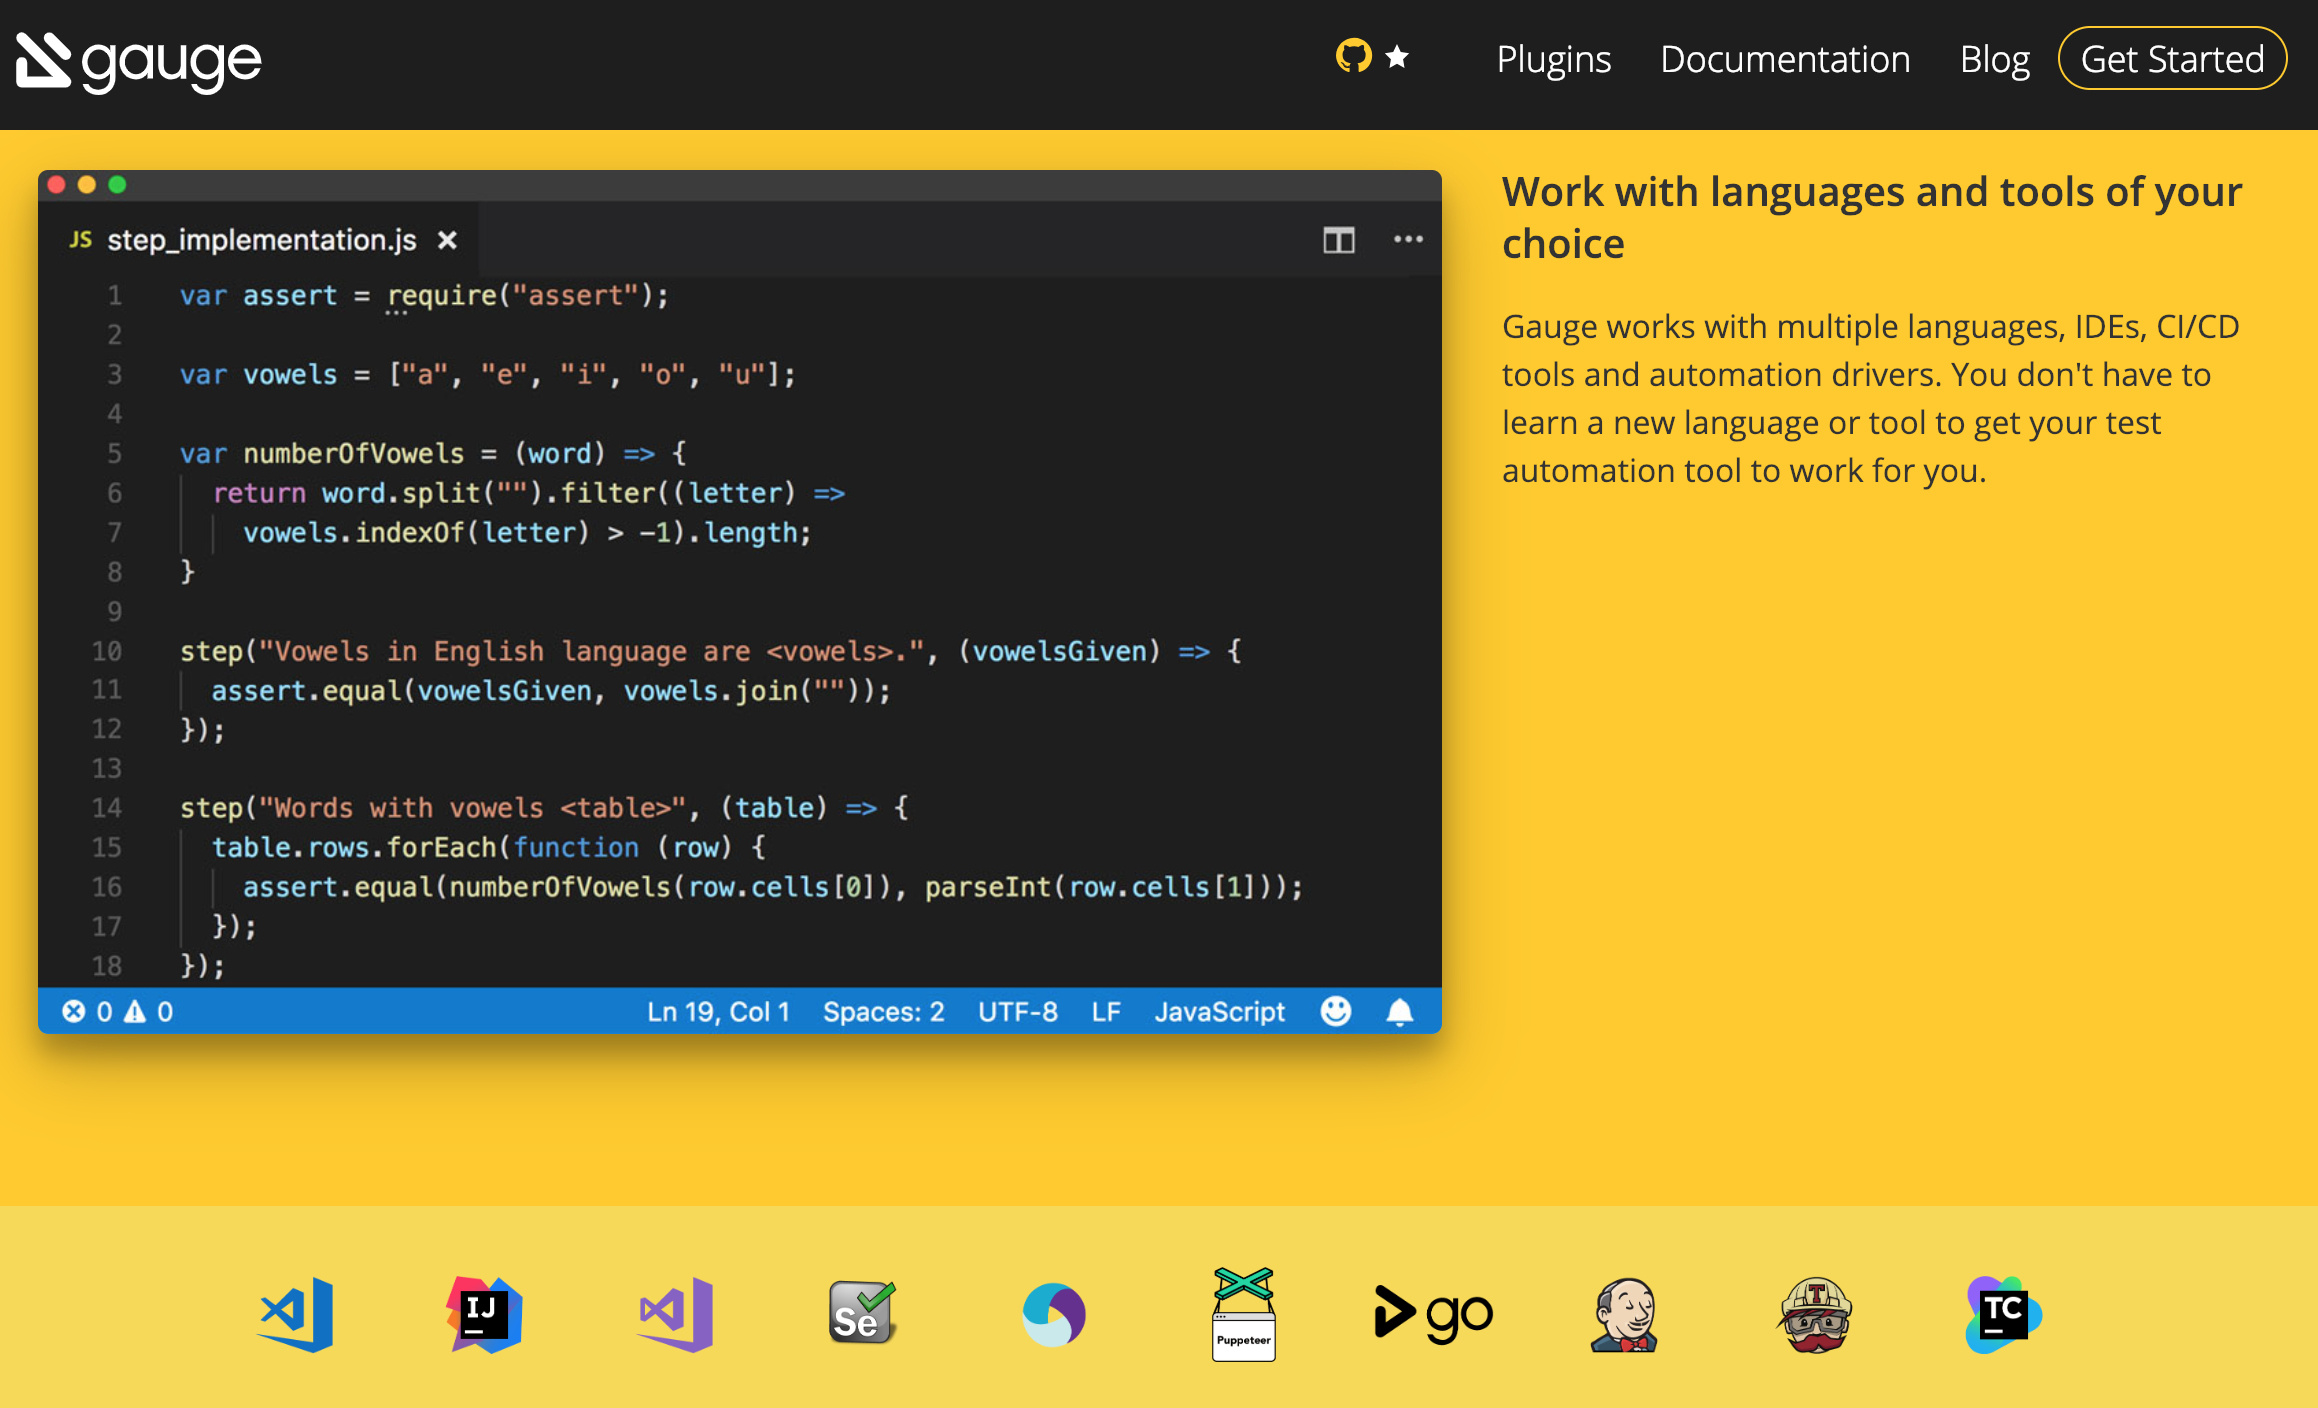 gauge
Plugins Documentation Blog Get Started
JS step_implementation.js
1 var assert = require("assert");
2
3 var vowels = ["a", "e", "i", "o", "u"];
4
5 var numberOfVowels = (word) => {
6 return word.split("").filter((letter) =>
7 vowels.indexOf(letter) > -1).length;
8 }
9
10 step("Vowels in English language are <vowels>.", (vowelsGiven) => {
11 assert.equal(vowelsGiven, vowels.join(""));
12 });
13
14 step("Words with vowels <table>", (table) => {
15 table.rows.forEach(function (row) {
16 assert.equal(numberOfVowels(row.cells[0]), parseInt(row.cells[1]));
17 });
18 });
0 0 Ln 19, Col 1 Spaces: 2 UTF-8 LF JavaScript
Work with languages and tools of your
choice
Gauge works with multiple languages, IDEs, CI/CD
tools and automation drivers. You don't have to
learn a new language or tool to get your test
automation tool to work for you.
IJ
Se
Puppeteer
go
T
TC